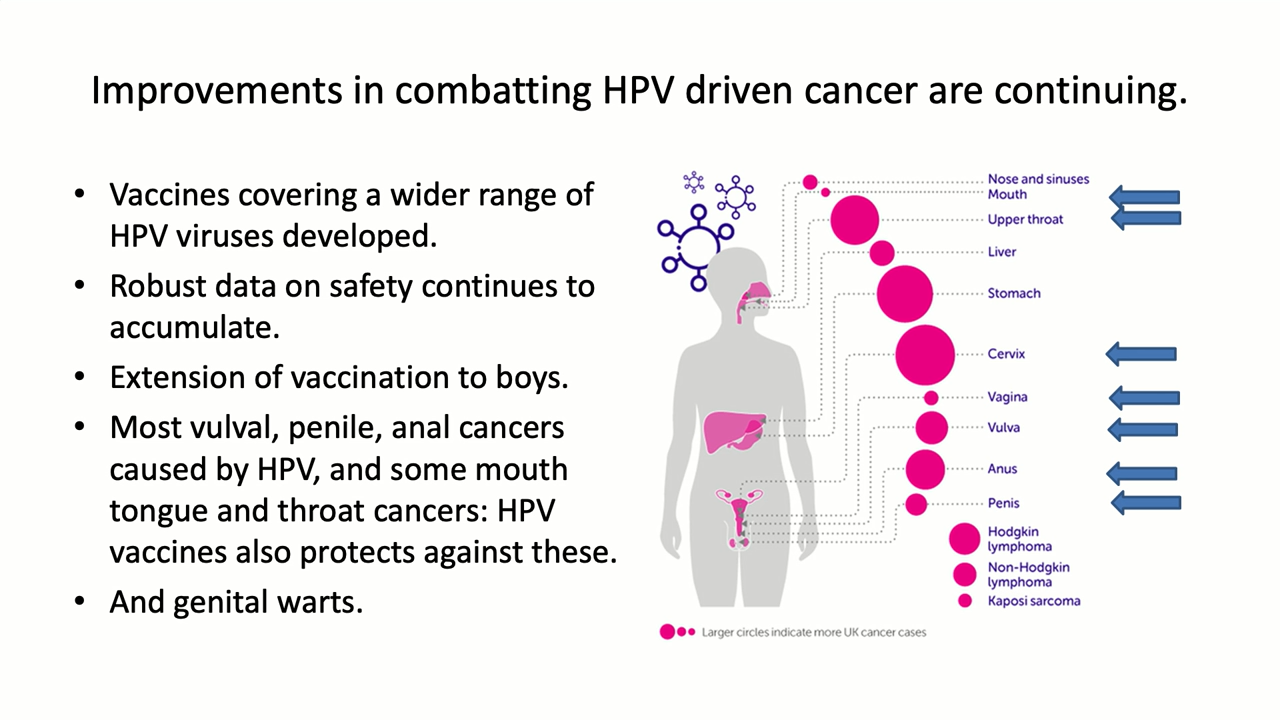 Improvements in combatting HPV driven cancer are continuing.
• Vaccines covering a wider range of
HPV viruses developed.
• Robust data on safety continues to
accumulate.
• Extension of vaccination to boys.
• Most vulval, penile, anal cancers
caused by HPV, and some mouth
tongue and throat cancers: HPV
vaccines also protects against these.
• And genital warts.
Nose and sinuses
Mouth
Upper throat
Liver
Stomach
Cervix
Vagina
Vulva
Anus
Penis
Hodgkin
lymphoma
Non-Hodgkin
lymphoma
Kaposi sarcoma
Larger circles indicate more UK cancer cases